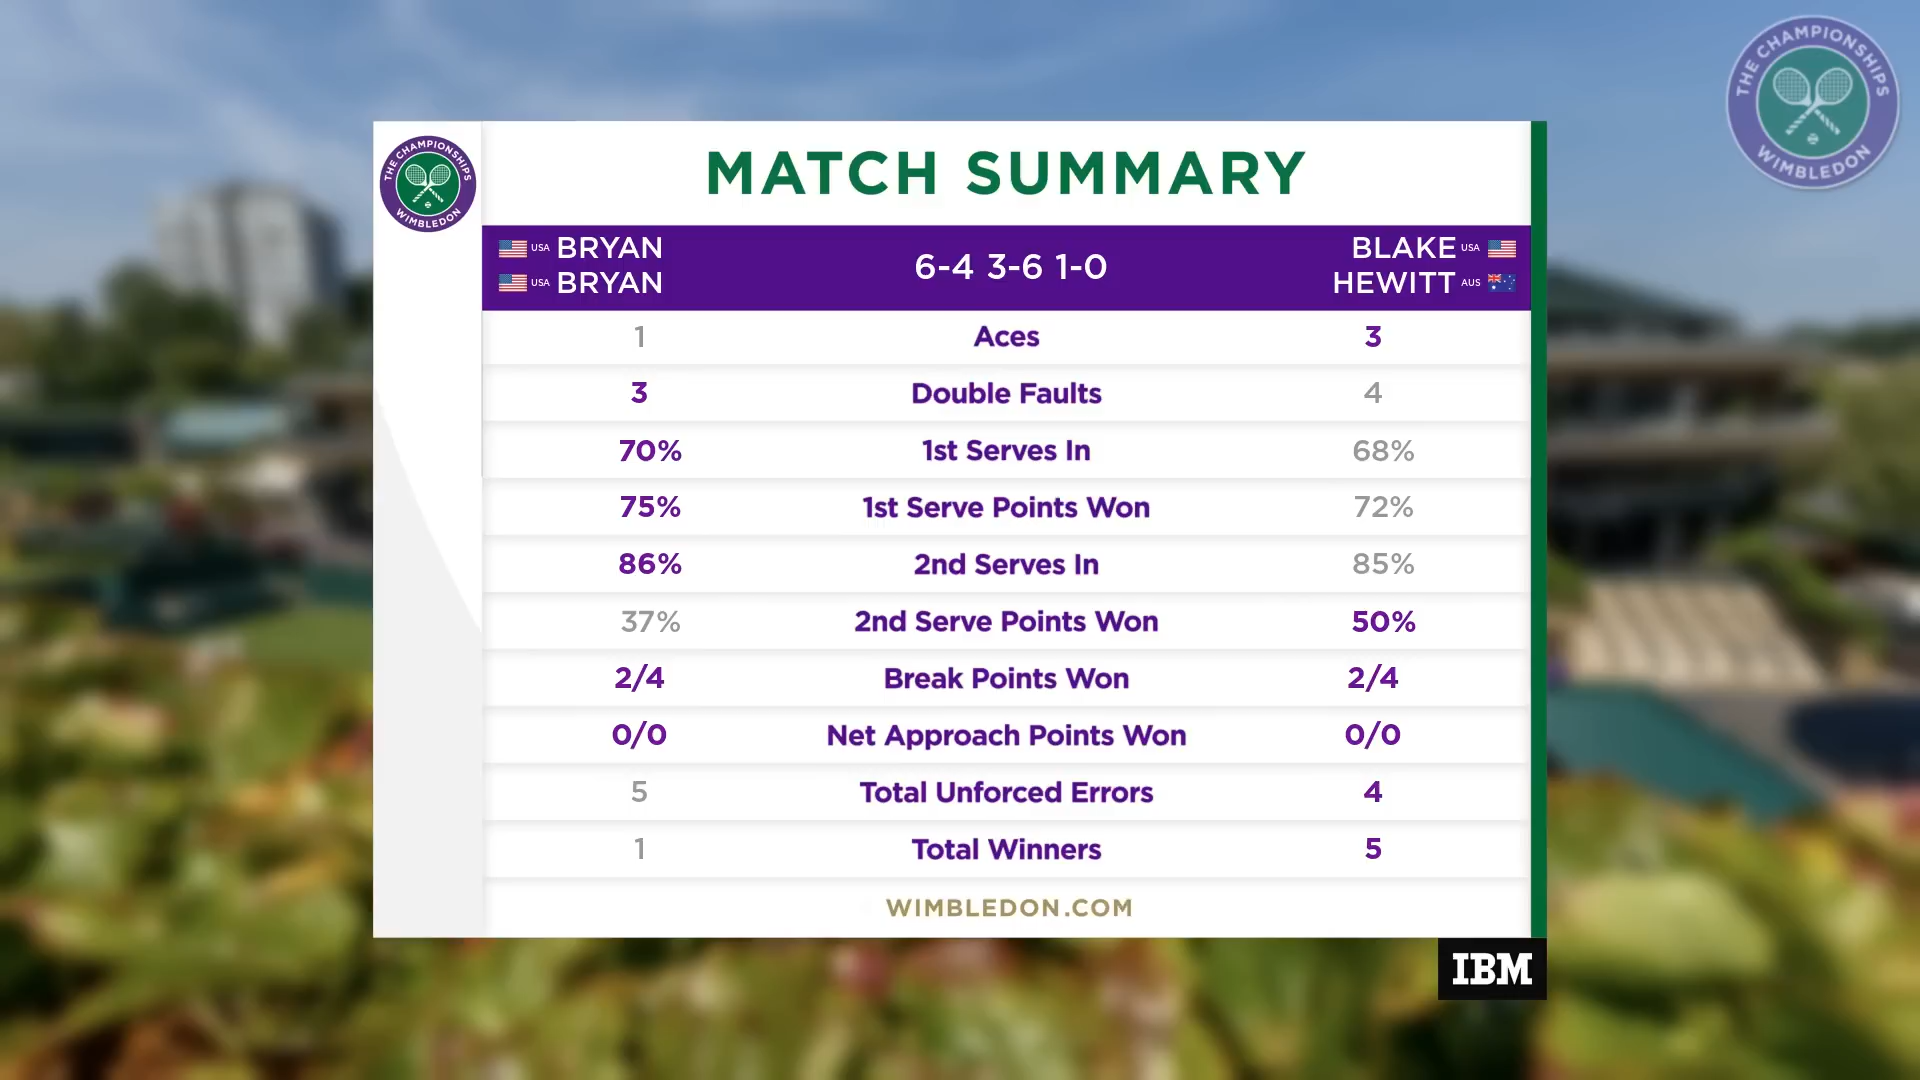 THE CHAMPIONSHIPS
WIMBLEDON
THE CHAMPIONSHIPS
WIMBLEDON
MATCH SUMMARY
USA BRYAN
USA BRYAN
6-4 3-6 1-0
BLAKE USA
HEWITT AUS
1 Aces 3
3 Double Faults 4
70% 1st Serves In 68%
75% 1st Serve Points Won 72%
86% 2nd Serves In 85%
37% 2nd Serve Points Won 50%
2/4 Break Points Won 2/4
0/0 Net Approach Points Won 0/0
5 Total Unforced Errors 4
1 Total Winners 5
WIMBLEDON.COM
IBM